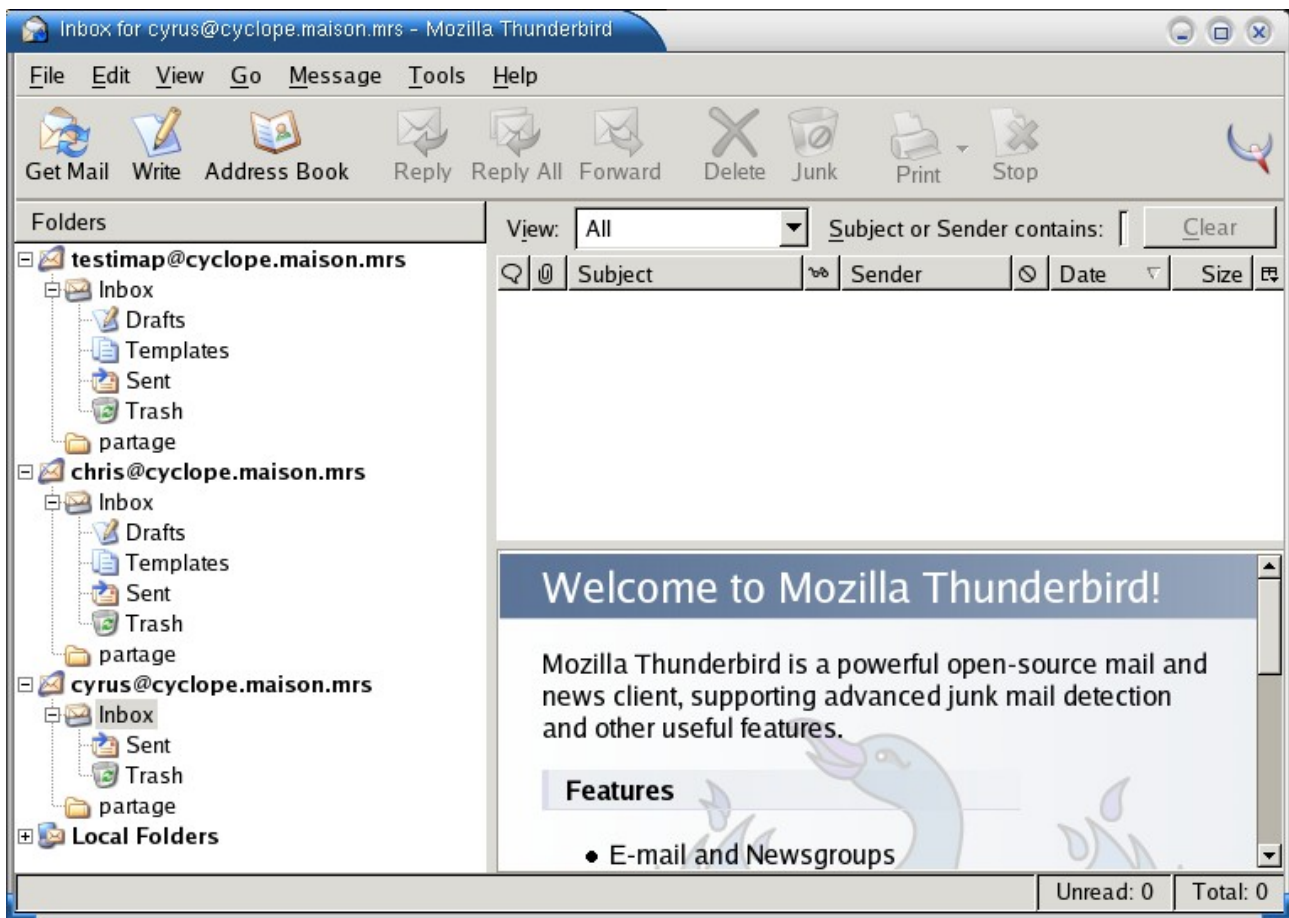 Inbox for cyrus@cyclope.maison.mrs - Mozilla Thunderbird
File Edit View Go Message Tools Help
Get Mail Write Address Book Reply Reply All Forward Delete Junk Print Stop
Folders
testimap@cyclope.maison.mrs
Inbox
Drafts
Templates
Sent
Trash
partage
chris@cyclope.maison.mrs
Inbox
Drafts
Templates
Sent
Trash
partage
cyrus@cyclope.maison.mrs
Inbox
Sent
Trash
partage
Local Folders
View: All Subject or Sender contains: Clear
Subject Sender Date Size
Welcome to Mozilla Thunderbird!
Mozilla Thunderbird is a powerful open-source mail and
news client, supporting advanced junk mail detection
and other useful features.
Features
• E-mail and Newsgroups
Unread: 0 Total: 0